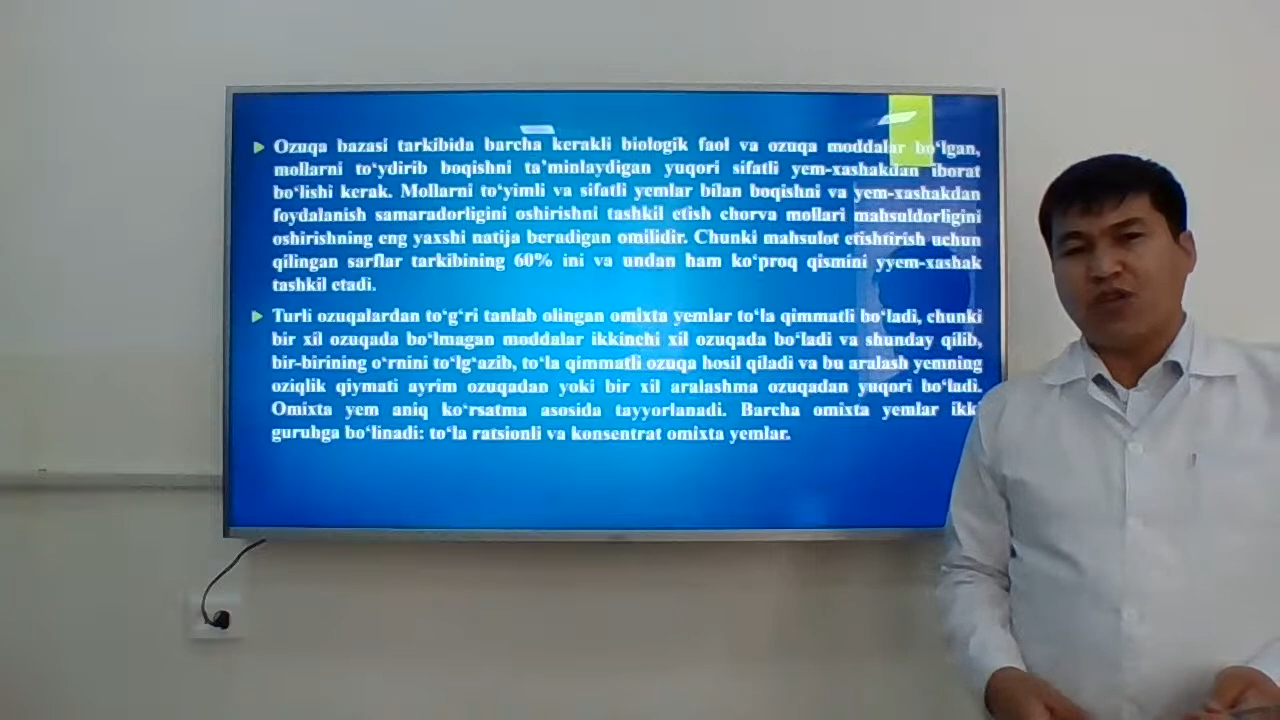 Ozuqa bazasi tarkibida barcha kerakli biologik faol va ozuqa moddalar bo‘lgan,
mollarni to‘ydirib boqishni ta’minlaydigan yuqori sifatli yem-xashakdan iborat
bo‘lishi kerak. Mollarni to‘yimli va sifatli yemlar bilan boqishni va yem-xashakdan
foydalanish samaradorligini oshirishni tashkil etish chorva mollari mahsuldorligini
oshirishning eng yaxshi natija beradigan omilidir. Chunki mahsulot etishtirish uchun
qilingan sarflar tarkibining 60% ini va undan ham ko‘proq qismini yyem-xashak
tashkil etadi.
Turli ozuqalardan to‘g‘ri tanlab olingan omixta yemlar to‘la qimmatli bo‘ladi, chunki
bir xil ozuqada bo‘lmagan moddalar ikkinchi xil ozuqada bo‘ladi va shunday qilib,
bir-birining o‘rnini to‘lg‘azib, to‘la qimmatli ozuqa hosil qiladi va bu aralash yemning
oziqlik qiymati ayrim ozuqadan yoki bir xil aralashma ozuqadan yuqori bo‘ladi.
Omixta yem aniq ko‘rsatma asosida tayyorlanadi. Barcha omixta yemlar ikk
guruhga bo‘linadi: to‘la ratsionli va konsentrat omixta yemlar.